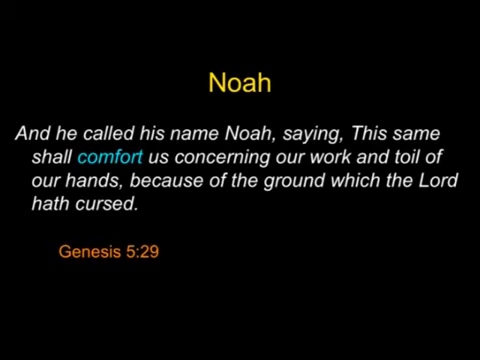 Noah
And he called his name Noah, saying, This same
shall comfort us concerning our work and toil of
our hands, because of the ground which the Lord
hath cursed.
Genesis 5:29